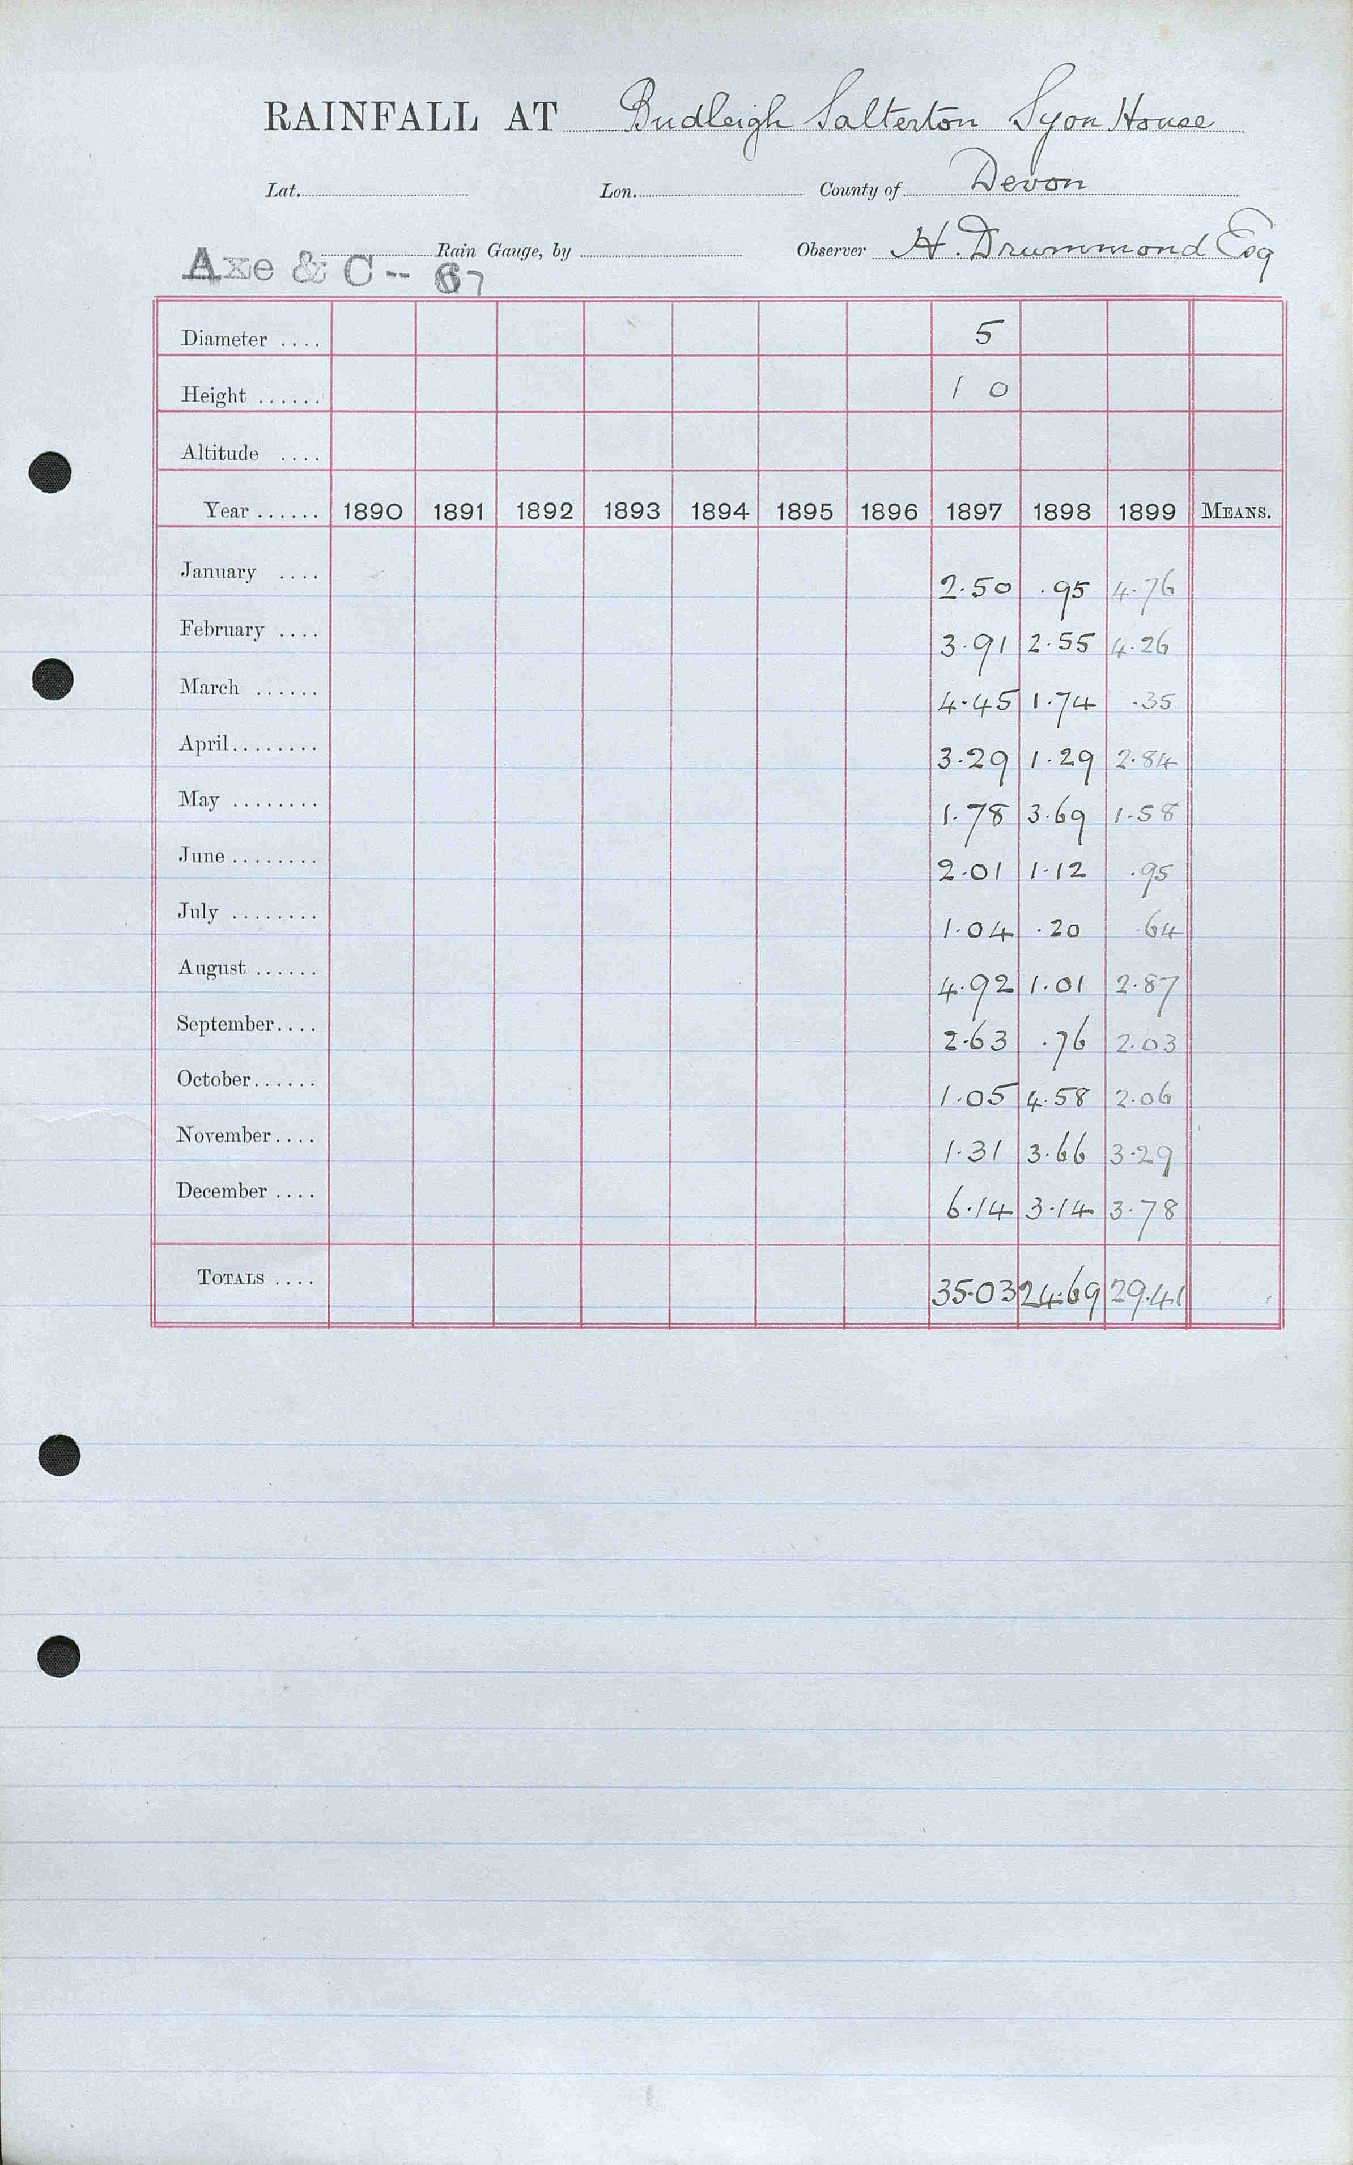 RAINFALL AT Budleigh Salterton Syon House
Lat. Lon. County of Devon
Axe & C -- 67 Rain Gauge, by Observer H. Drummond Esq
Diameter .... 5
Height ...... 1 0
Altitude ....
Year ...... 1890 1891 1892 1893 1894 1895 1896 1897 1898 1899 MEANS.
January .... 2.50 .95 4.76
February .... 3.91 2.55 4.26
March ...... 4.45 1.74 .35
April........ 3.29 1.29 2.84
May ........ 1.78 3.69 1.58
June ........ 2.01 1.12 .95
July ........ 1.04 .20 .64
August ...... 4.92 1.01 2.87
September.... 2.63 .76 2.03
October...... 1.05 4.58 2.06
November.... 1.31 3.66 3.29
December .... 6.14 3.14 3.78
TOTALS .... 35.03 24.69 29.41